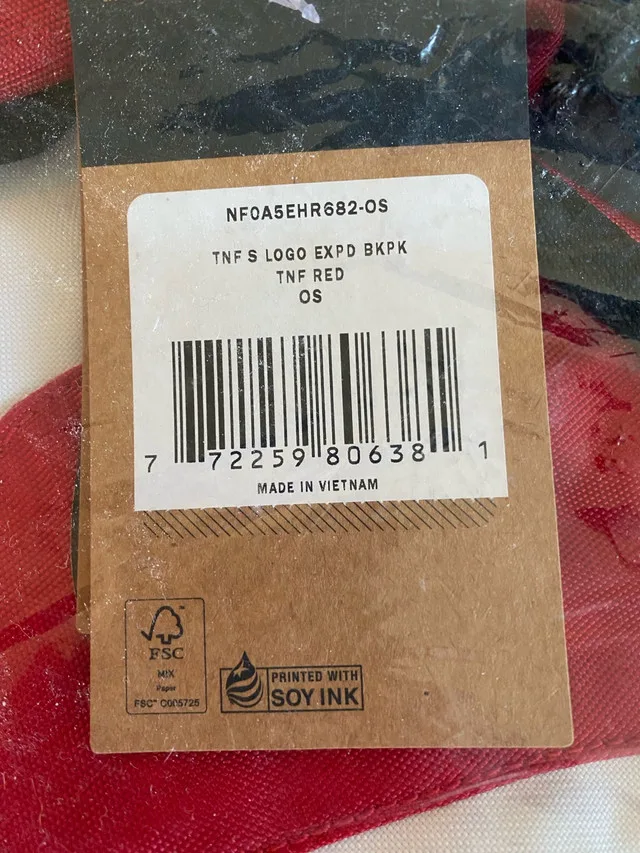 NF0A5EHR682-OS
TNF S LOGO EXPD BKPK
TNF RED
OS
7 72259 80638 1
MADE IN VIETNAM
FSC
MIX
Paper
FSC™ C005725
PRINTED WITH
SOY INK